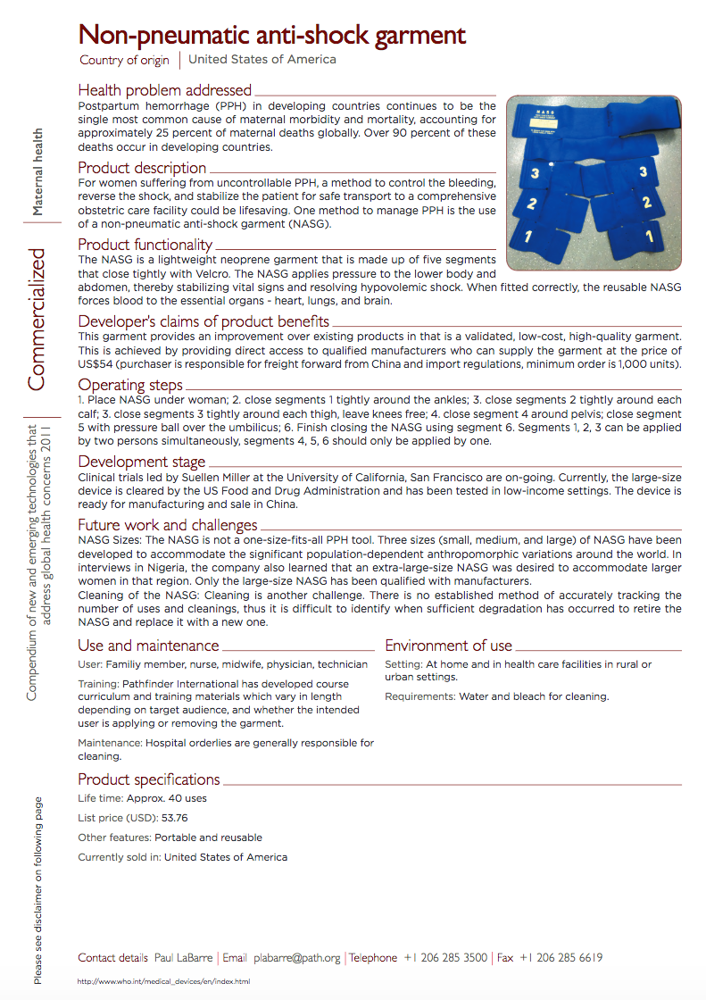 Non-pneumatic anti-shock garment
Country of origin | United States of America
Health problem addressed
Postpartum hemorrhage (PPH) in developing countries continues to be the
single most common cause of maternal morbidity and mortality, accounting for
approximately 25 percent of maternal deaths globally. Over 90 percent of these
deaths occur in developing countries.
Product description
For women suffering from uncontrollable PPH, a method to control the bleeding,
reverse the shock, and stabilize the patient for safe transport to a comprehensive
obstetric care facility could be lifesaving. One method to manage PPH is the use
of a non-pneumatic anti-shock garment (NASG).
Product functionality
The NASG is a lightweight neoprene garment that is made up of five segments
that close tightly with Velcro. The NASG applies pressure to the lower body and
abdomen, thereby stabilizing vital signs and resolving hypovolemic shock. When fitted correctly, the reusable NASG
forces blood to the essential organs - heart, lungs, and brain.
NASG
3
3
2
2
1
1
Developer's claims of product benefits
This garment provides an improvement over existing products in that is a validated, low-cost, high-quality garment.
This is achieved by providing direct access to qualified manufacturers who can supply the garment at the price of
US$54 (purchaser is responsible for freight forward from China and import regulations, minimum order is 1,000 units).
Operating steps
1. Place NASG under woman; 2. close segments 1 tightly around the ankles; 3. close segments 2 tightly around each
calf; 3. close segments 3 tightly around each thigh, leave knees free; 4. close segment 4 around pelvis; close segment
5 with pressure ball over the umbilicus; 6. Finish closing the NASG using segment 6. Segments 1, 2, 3 can be applied
by two persons simultaneously, segments 4, 5, 6 should only be applied by one.
Development stage
Clinical trials led by Suellen Miller at the University of California, San Francisco are on-going. Currently, the large-size
device is cleared by the US Food and Drug Administration and has been tested in low-income settings. The device is
ready for manufacturing and sale in China.
Future work and challenges
NASG Sizes: The NASG is not a one-size-fits-all PPH tool. Three sizes (small, medium, and large) of NASG have been
developed to accommodate the significant population-dependent anthropomorphic variations around the world. In
interviews in Nigeria, the company also learned that an extra-large-size NASG was desired to accommodate larger
women in that region. Only the large-size NASG has been qualified with manufacturers.
Cleaning of the NASG: Cleaning is another challenge. There is no established method of accurately tracking the
number of uses and cleanings, thus it is difficult to identify when sufficient degradation has occurred to retire the
NASG and replace it with a new one.
Use and maintenance
User: Familiy member, nurse, midwife, physician, technician
Training: Pathfinder International has developed course
curriculum and training materials which vary in length
depending on target audience, and whether the intended
user is applying or removing the garment.
Maintenance: Hospital orderlies are generally responsible for
cleaning.
Environment of use
Setting: At home and in health care facilities in rural or
urban settings.
Requirements: Water and bleach for cleaning.
Product specifications
Life time: Approx. 40 uses
List price (USD): 53.76
Other features: Portable and reusable
Currently sold in: United States of America
Contact details Paul LaBarre | Email plabarre@path.org | Telephone +1 206 285 3500 | Fax +1 206 285 6619
http://www.who.int/medical_devices/en/index.html
Maternal health
Commercialized
Compendium of new and emerging technologies that
address global health concerns 2011
Please see disclaimer on following page